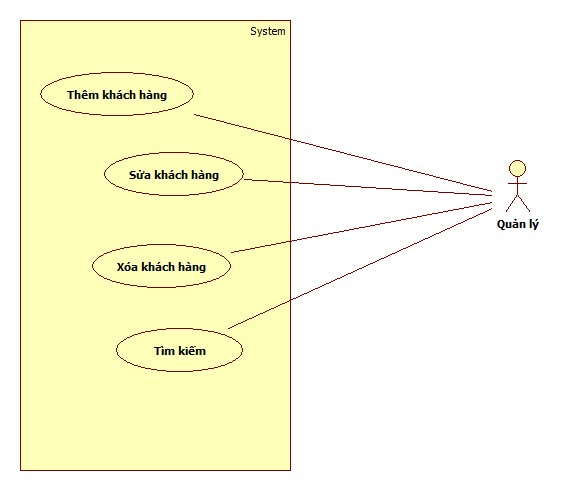 System
Thêm khách hàng
Sửa khách hàng
Xóa khách hàng
Tìm kiếm
Quản lý